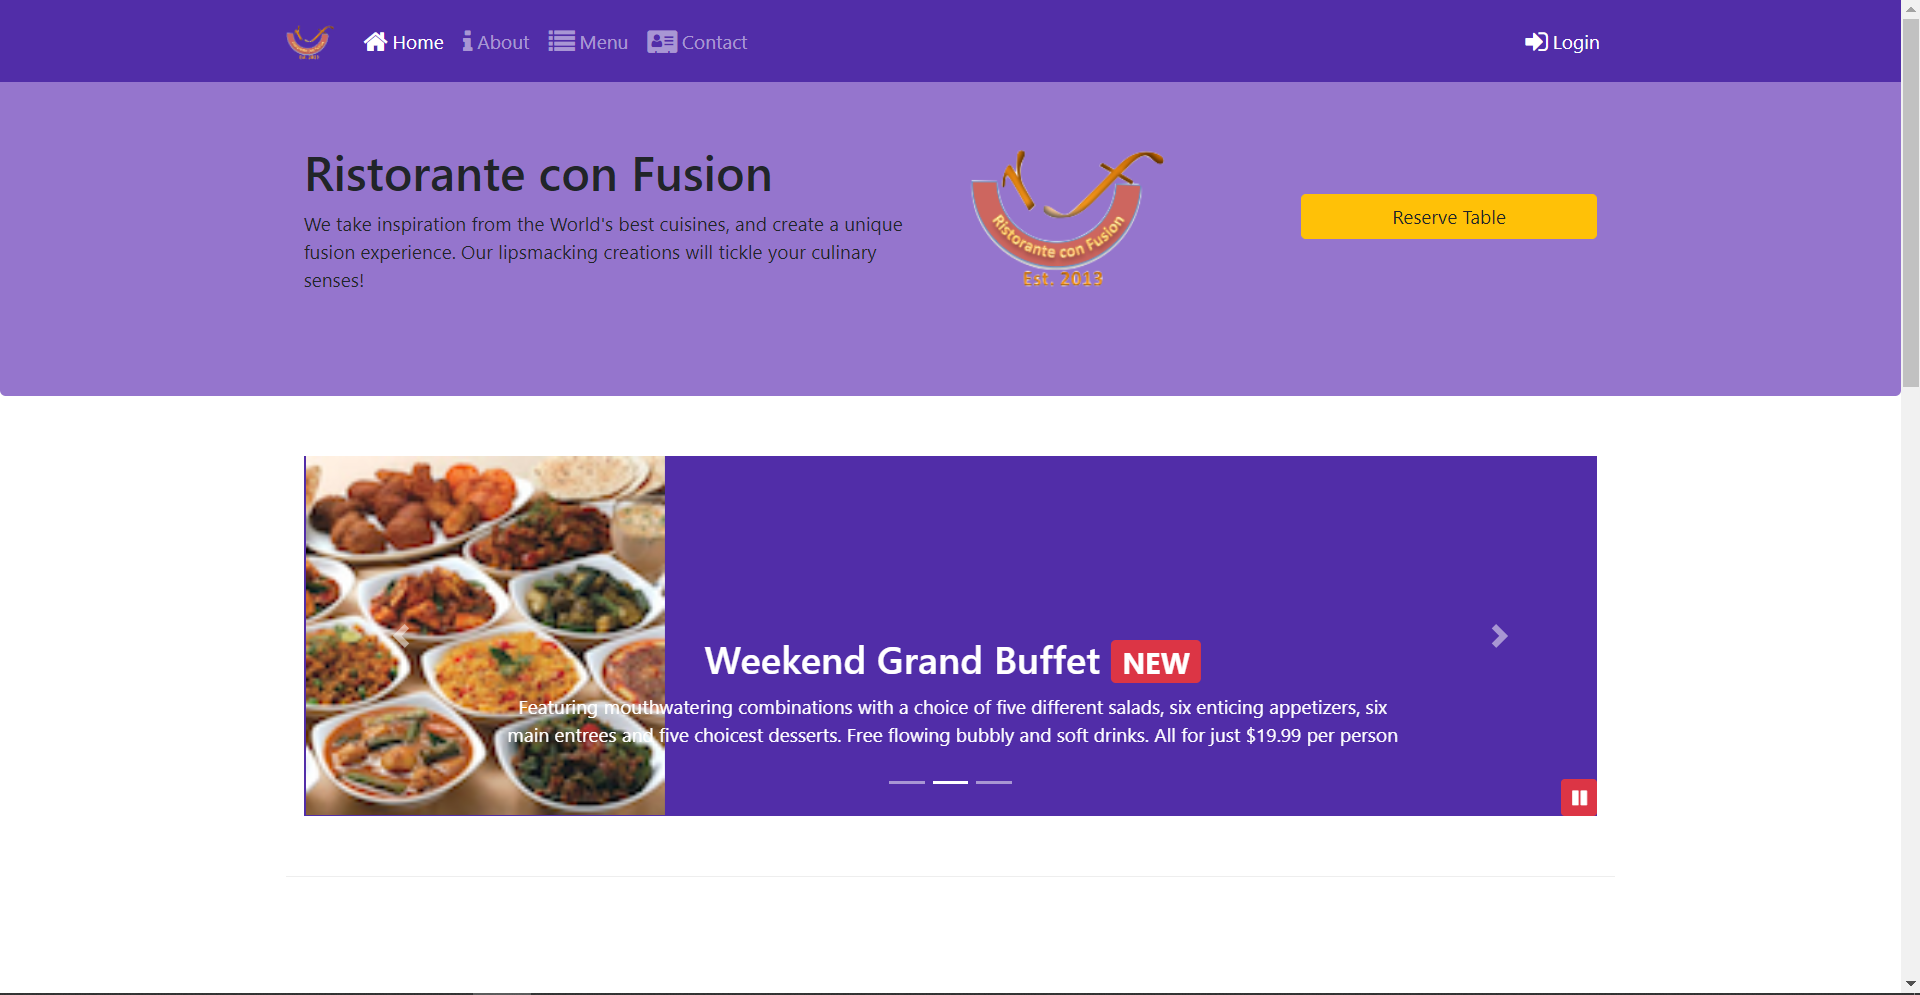 Home About Menu Contact Login
Ristorante con Fusion
We take inspiration from the World's best cuisines, and create a unique
fusion experience. Our lipsmacking creations will tickle your culinary
senses!
Ristorante con Fusion
Est. 2013
Reserve Table
Weekend Grand Buffet NEW
Featuring mouthwatering combinations with a choice of five different salads, six enticing appetizers, six
main entrees and five choicest desserts. Free flowing bubbly and soft drinks. All for just $19.99 per person